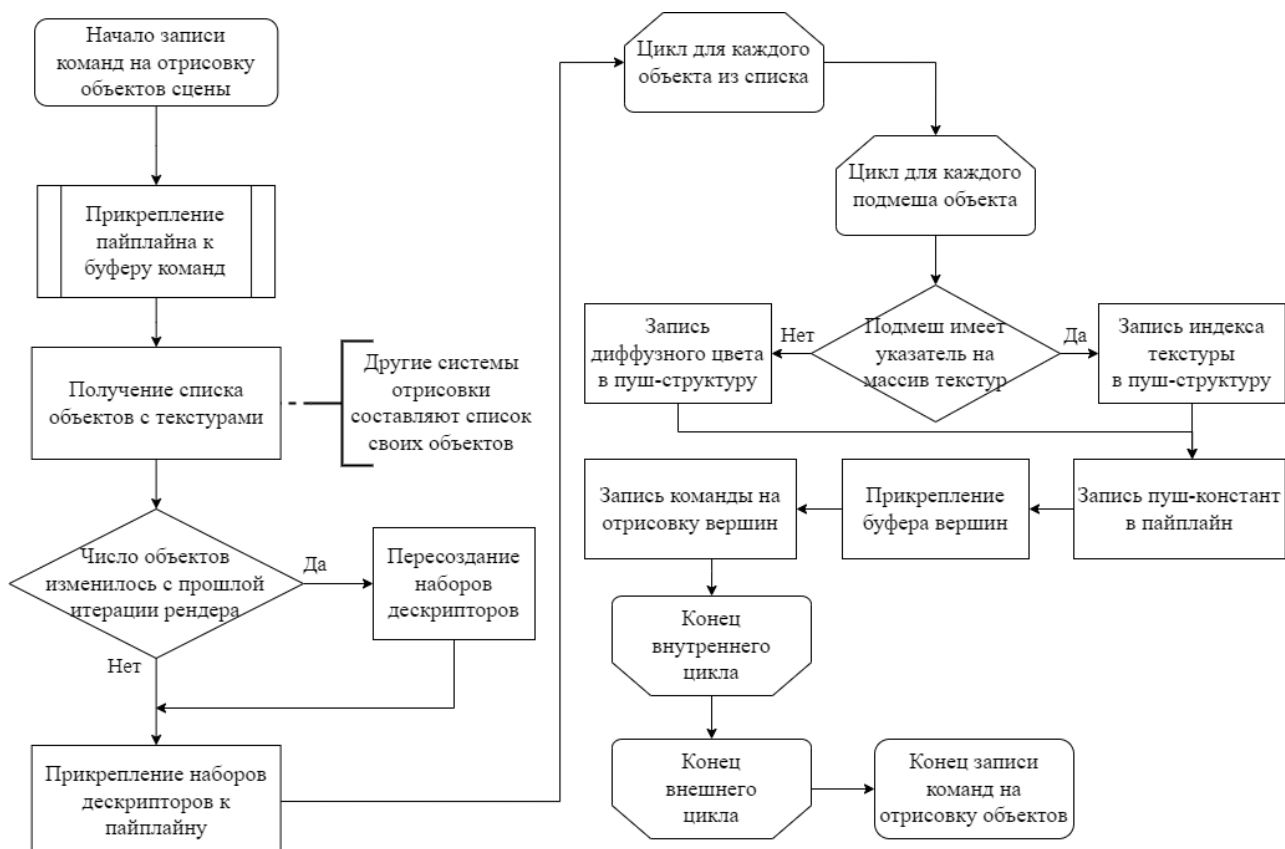 Начало записи
команд на отрисовку
объектов сцены
Прикрепление
пайплайна к
буферу команд
Получение списка
объектов с текстурами
Другие системы
отрисовки
составляют список
своих объектов
Число объектов
изменилось с прошлой
итерации рендера
Да
Нет
Пересоздание
наборов
дескрипторов
Прикрепление наборов
дескрипторов к
пайплайну
Цикл для каждого
объекта из списка
Цикл для каждого
подмеша объекта
Подмеш имеет
указатель на
массив текстур
Нет
Да
Запись
диффузного цвета
в пуш-структуру
Запись индекса
текстуры
в пуш-структуру
Запись пуш-констант
в пайплайн
Прикрепление
буфера вершин
Запись команды на
отрисовку вершин
Конец
внутреннего
цикла
Конец
внешнего
цикла
Конец записи
команд на
отрисовку объектов